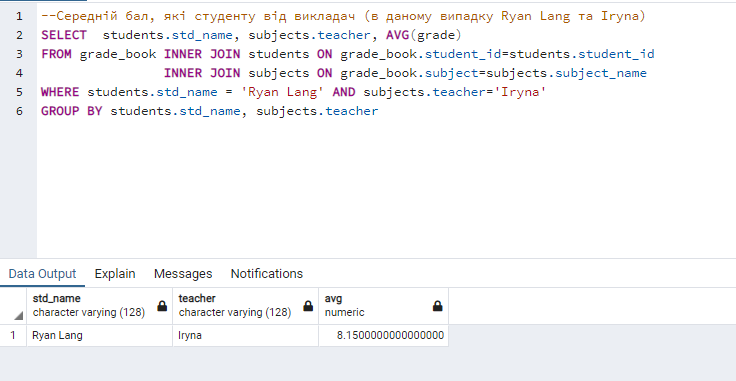 1 --Середній бал, які студенту від викладач (в даному випадку Ryan Lang та Iryna)
2 SELECT students.std_name, subjects.teacher, AVG(grade)
3 FROM grade_book INNER JOIN students ON grade_book.student_id=students.student_id
4 INNER JOIN subjects ON grade_book.subject=subjects.subject_name
5 WHERE students.std_name = 'Ryan Lang' AND subjects.teacher='Iryna'
6 GROUP BY students.std_name, subjects.teacher
Data Output Explain Messages Notifications
std_name teacher avg
character varying (128) character varying (128) numeric
1 Ryan Lang Iryna 8.1500000000000000